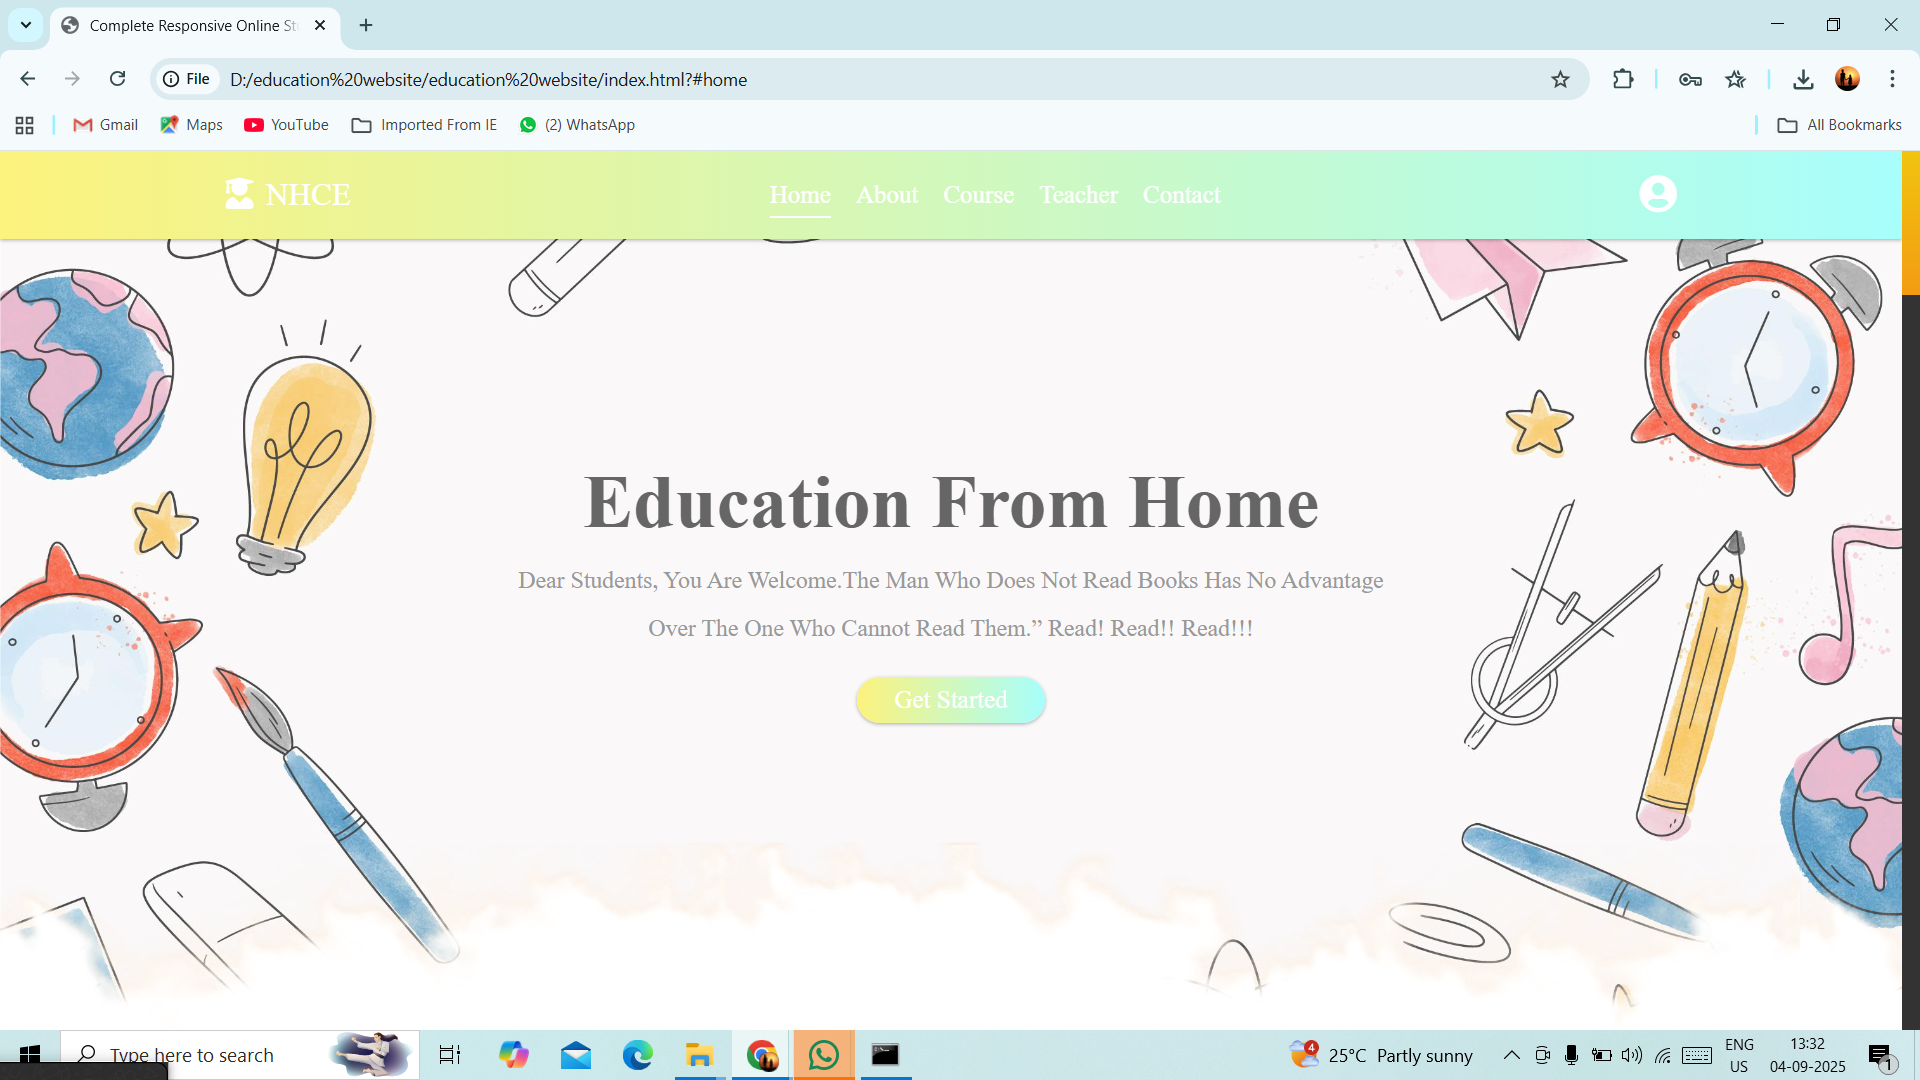 Complete Responsive Online St
File
D:/education%20website/education%20website/index.html?#home
Gmail
Maps
YouTube
Imported From IE
(2) WhatsApp
All Bookmarks
NHCE
Home
About
Course
Teacher
Contact
Education From Home
Dear Students, You Are Welcome.The Man Who Does Not Read Books Has No Advantage
Over The One Who Cannot Read Them.” Read! Read!! Read!!!
Get Started
Type here to search
4
25°C Partly sunny
ENG
US
13:32
04-09-2025
1